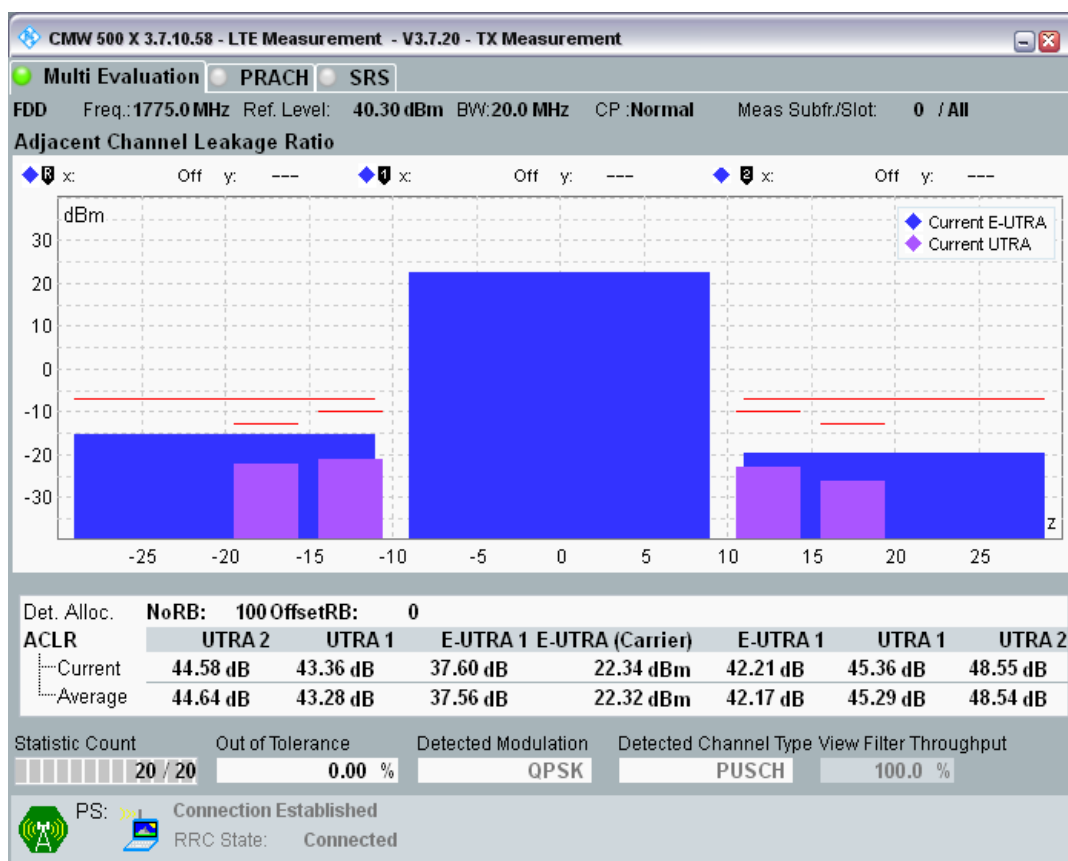 CMW 500 X 3.7.10.58 - LTE Measurement - V3.7.20 - TX Measurement
Multi Evaluation PRACH SRS
FDD Freq.: 1775.0 MHz Ref. Level: 40.30 dBm BW: 20.0 MHz CP : Normal Meas Subfr./Slot: 0 / All
Adjacent Channel Leakage Ratio
R x: Off y: --- 1 x: Off y: --- 2 x: Off y: ---
dBm
Current E-UTRA
Current UTRA
30
20
10
0
-10
-20
-30
z
-25 -20 -15 -10 -5 0 5 10 15 20 25
Det. Alloc. NoRB: 100 OffsetRB: 0
ACLR UTRA 2 UTRA 1 E-UTRA 1 E-UTRA (Carrier) E-UTRA 1 UTRA 1 UTRA 2
Current 44.58 dB 43.36 dB 37.60 dB 22.34 dBm 42.21 dB 45.36 dB 48.55 dB
Average 44.64 dB 43.28 dB 37.56 dB 22.32 dBm 42.17 dB 45.29 dB 48.54 dB
Statistic Count Out of Tolerance Detected Modulation Detected Channel Type View Filter Throughput
20 / 20 0.00 % QPSK PUSCH 100.0 %
PS: Connection Established
RRC State: Connected